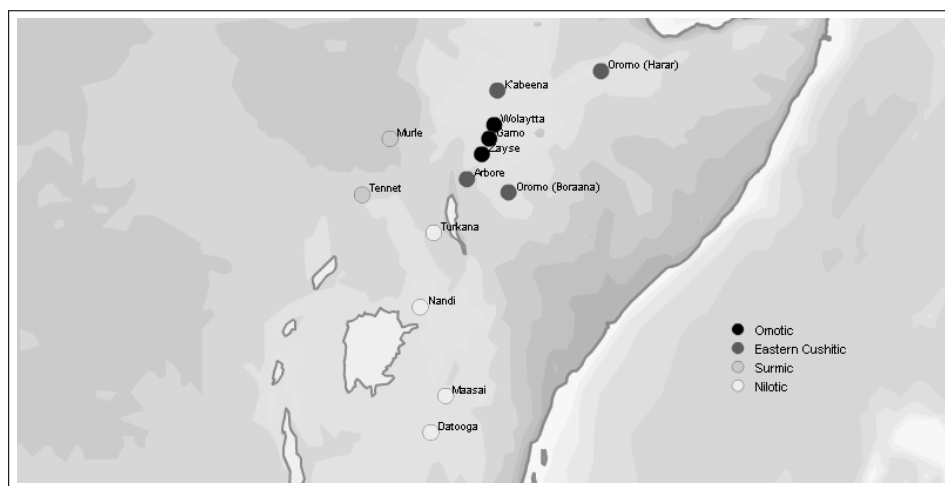 Oromo (Harar)
K'abeena
Wolaytta
Gamo
Murle
Zayse
Arbore
Tennet
Oromo (Boraana)
Turkana
Nandi
Omotic
Eastern Cushitic
Surmic
Nilotic
Maasai
Datooga